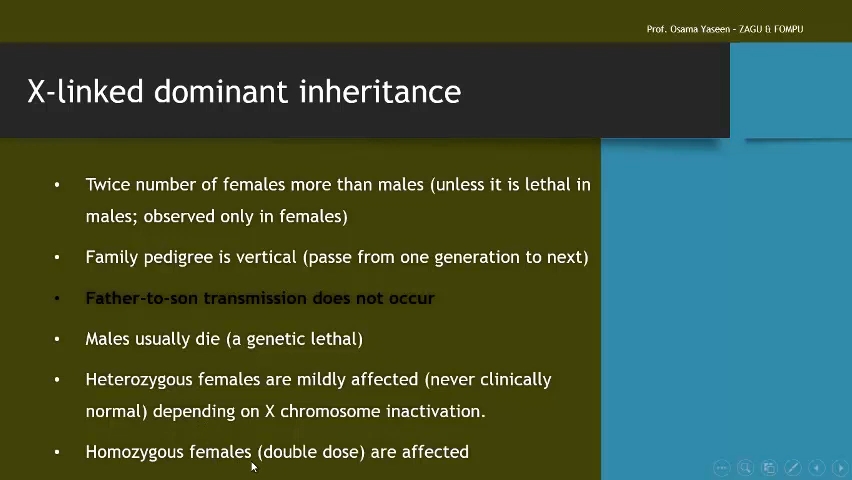 Prof. Osama Yaseen – ZAGU & FOMPU
X-linked dominant inheritance
• Twice number of females more than males (unless it is lethal in
males; observed only in females)
• Family pedigree is vertical (passe from one generation to next)
• Father-to-son transmission does not occur
• Males usually die (a genetic lethal)
• Heterozygous females are mildly affected (never clinically
normal) depending on X chromosome inactivation.
• Homozygous females (double dose) are affected